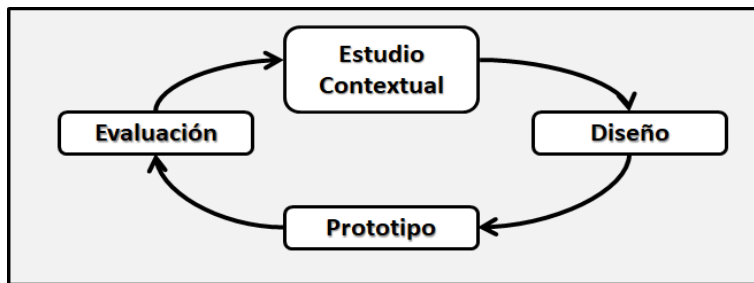 Estudio
Contextual
Evaluación
Diseño
Prototipo